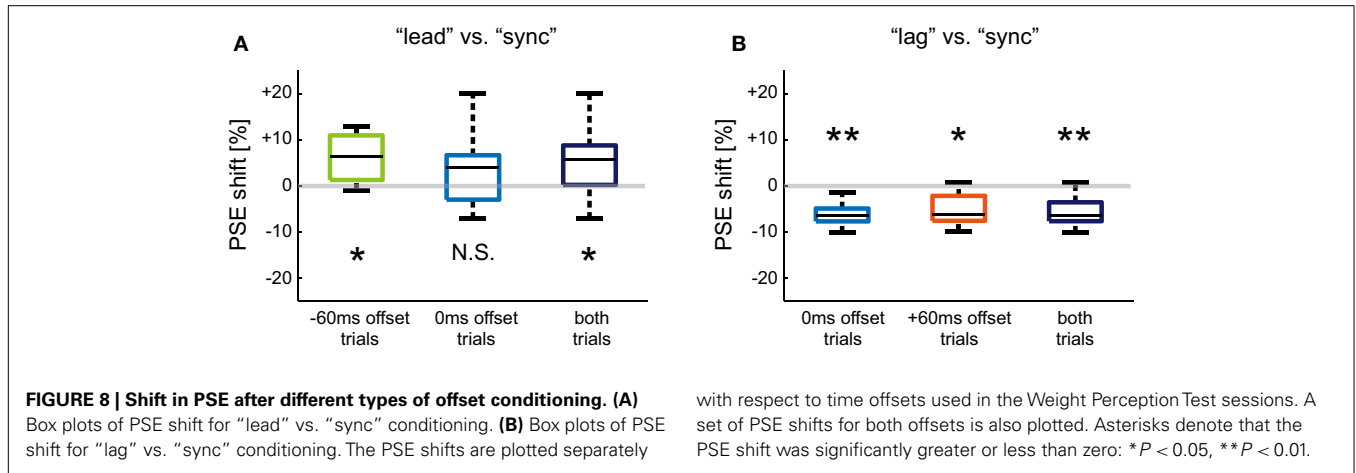 A
"lead" vs. "sync"
PSE shift [%]
+20
+10
0
-10
-20
*
N.S.
*
-60ms offset
trials
0ms offset
trials
both
trials
B
"lag" vs. "sync"
PSE shift [%]
+20
+10
0
-10
-20
**
*
**
0ms offset
trials
+60ms offset
trials
both
trials
FIGURE 8 | Shift in PSE after different types of offset conditioning. (A)
Box plots of PSE shift for "lead" vs. "sync" conditioning. (B) Box plots of PSE
shift for "lag" vs. "sync" conditioning. The PSE shifts are plotted separately
with respect to time offsets used in the Weight Perception Test sessions. A
set of PSE shifts for both offsets is also plotted. Asterisks denote that the
PSE shift was significantly greater or less than zero: *P < 0.05, **P < 0.01.